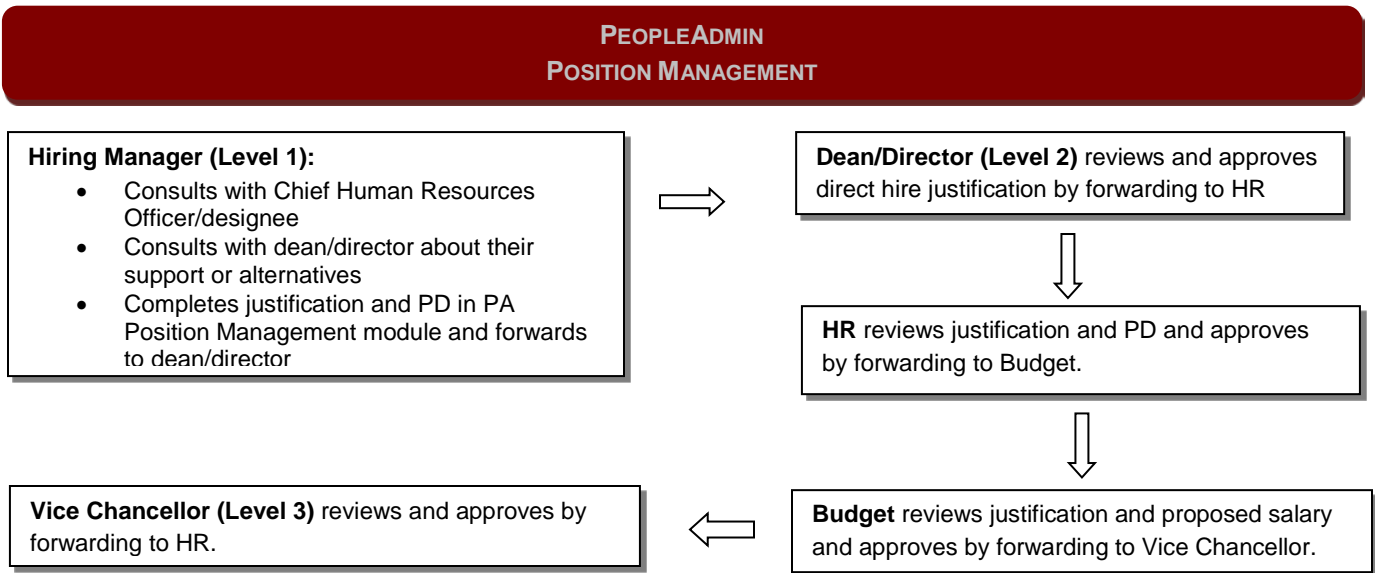 PEOPLEADMIN
POSITION MANAGEMENT
Hiring Manager (Level 1):
• Consults with Chief Human Resources
Officer/designee
• Consults with dean/director about their
support or alternatives
• Completes justification and PD in PA
Position Management module and forwards
to dean/director
Dean/Director (Level 2) reviews and approves
direct hire justification by forwarding to HR
HR reviews justification and PD and approves
by forwarding to Budget.
Budget reviews justification and proposed salary
and approves by forwarding to Vice Chancellor.
Vice Chancellor (Level 3) reviews and approves by
forwarding to HR.